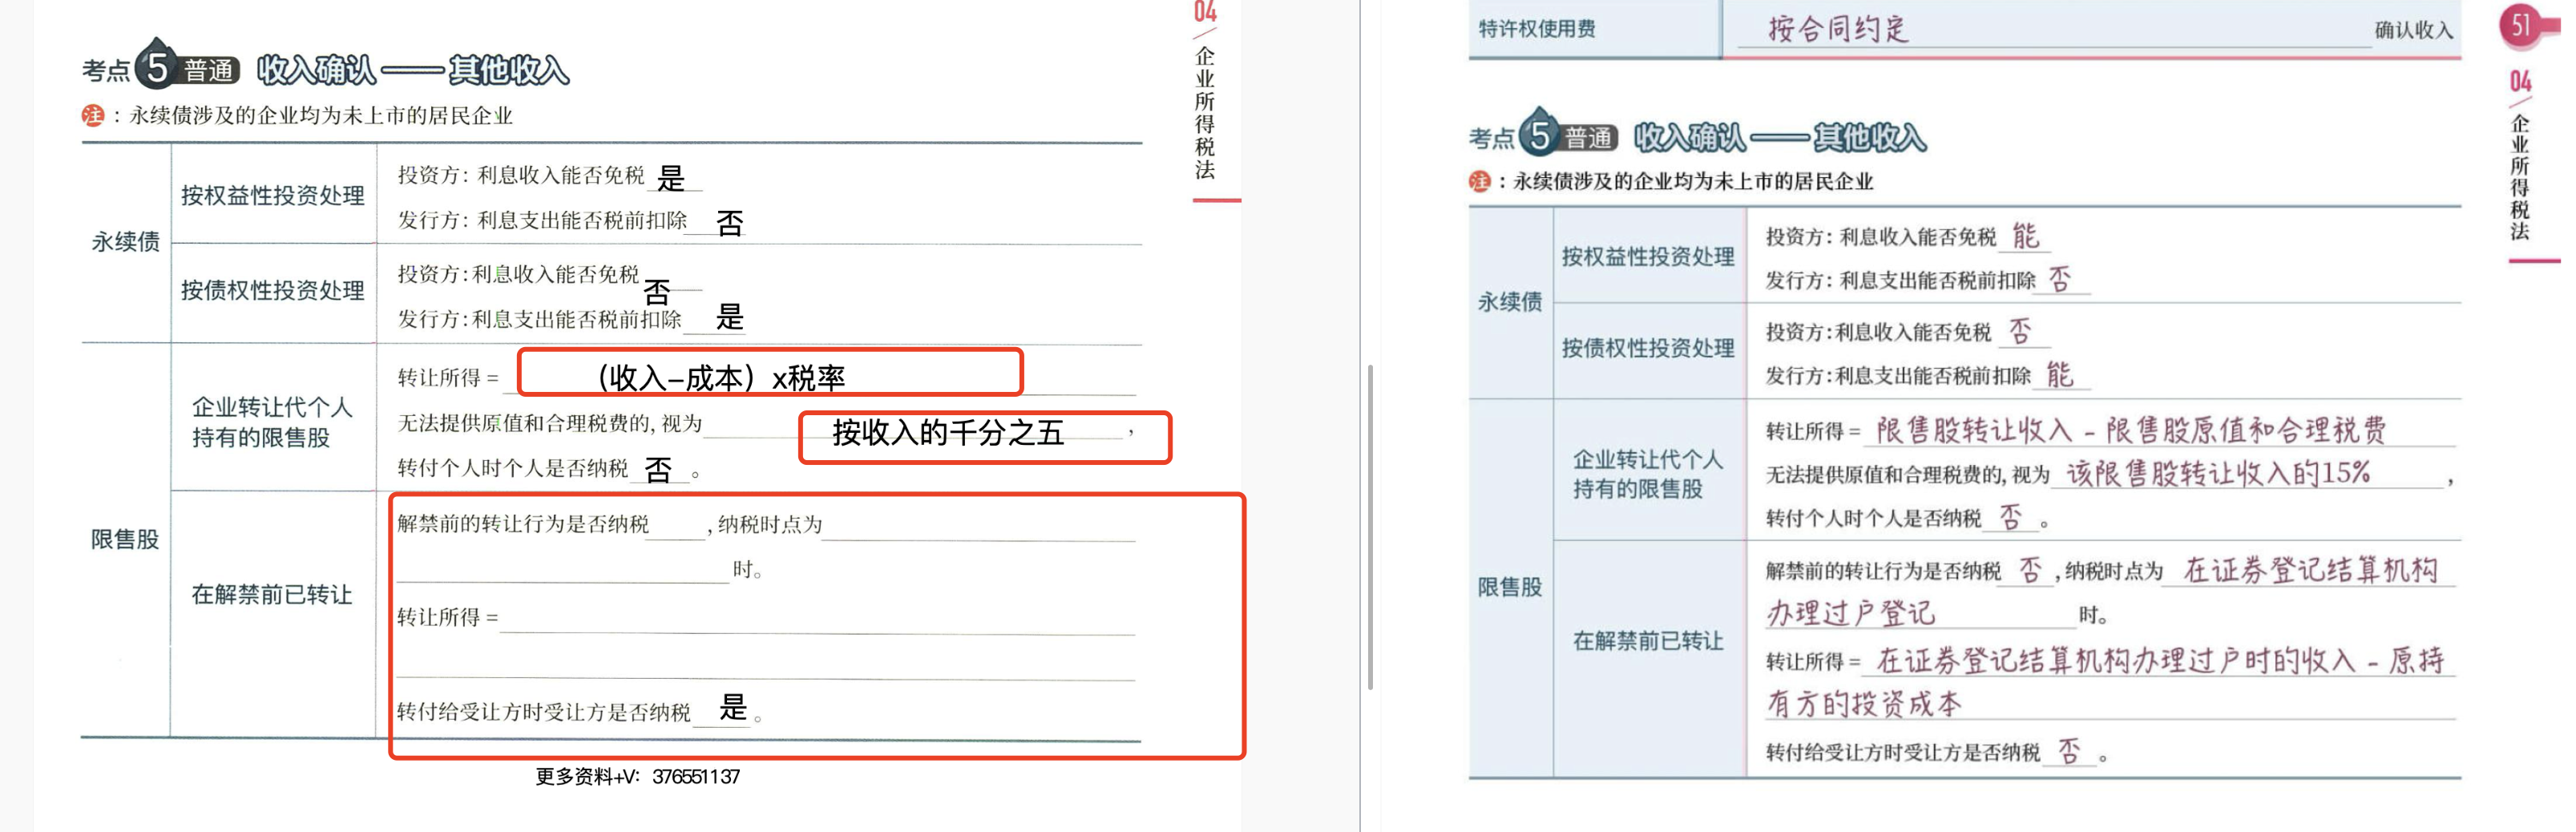 04
企业所得税法
考点5 普通 收入确认——其他收入
注：永续债涉及的企业均为未上市的居民企业
永续债
按权益性投资处理
投资方：利息收入能否免税 是
发行方：利息支出能否税前扣除 否
按债权性投资处理
投资方：利息收入能否免税 否
发行方：利息支出能否税前扣除 是
限售股
企业转让代个人
持有的限售股
转让所得＝ （收入–成本）x税率
无法提供原值和合理税费的，视为 按收入的千分之五 ，
转付个人时个人是否纳税 否 。
在解禁前已转让
解禁前的转让行为是否纳税 ，纳税时点为
时。
转让所得＝
转付给受让方时受让方是否纳税 是 。
更多资料+V：376551137
特许权使用费 按合同约定 确认收入
51
04
企业所得税法
考点5 普通 收入确认——其他收入
注：永续债涉及的企业均为未上市的居民企业
永续债
按权益性投资处理
投资方：利息收入能否免税 能
发行方：利息支出能否税前扣除 否
按债权性投资处理
投资方：利息收入能否免税 否
发行方：利息支出能否税前扣除 能
限售股
企业转让代个人
持有的限售股
转让所得＝ 限售股转让收入－限售股原值和合理税费
无法提供原值和合理税费的，视为 该限售股转让收入的15% ，
转付个人时个人是否纳税 否 。
在解禁前已转让
解禁前的转让行为是否纳税 否 ，纳税时点为 在证券登记结算机构
办理过户登记 时。
转让所得＝ 在证券登记结算机构办理过户时的收入－原持
有方的投资成本
转付给受让方时受让方是否纳税 否 。